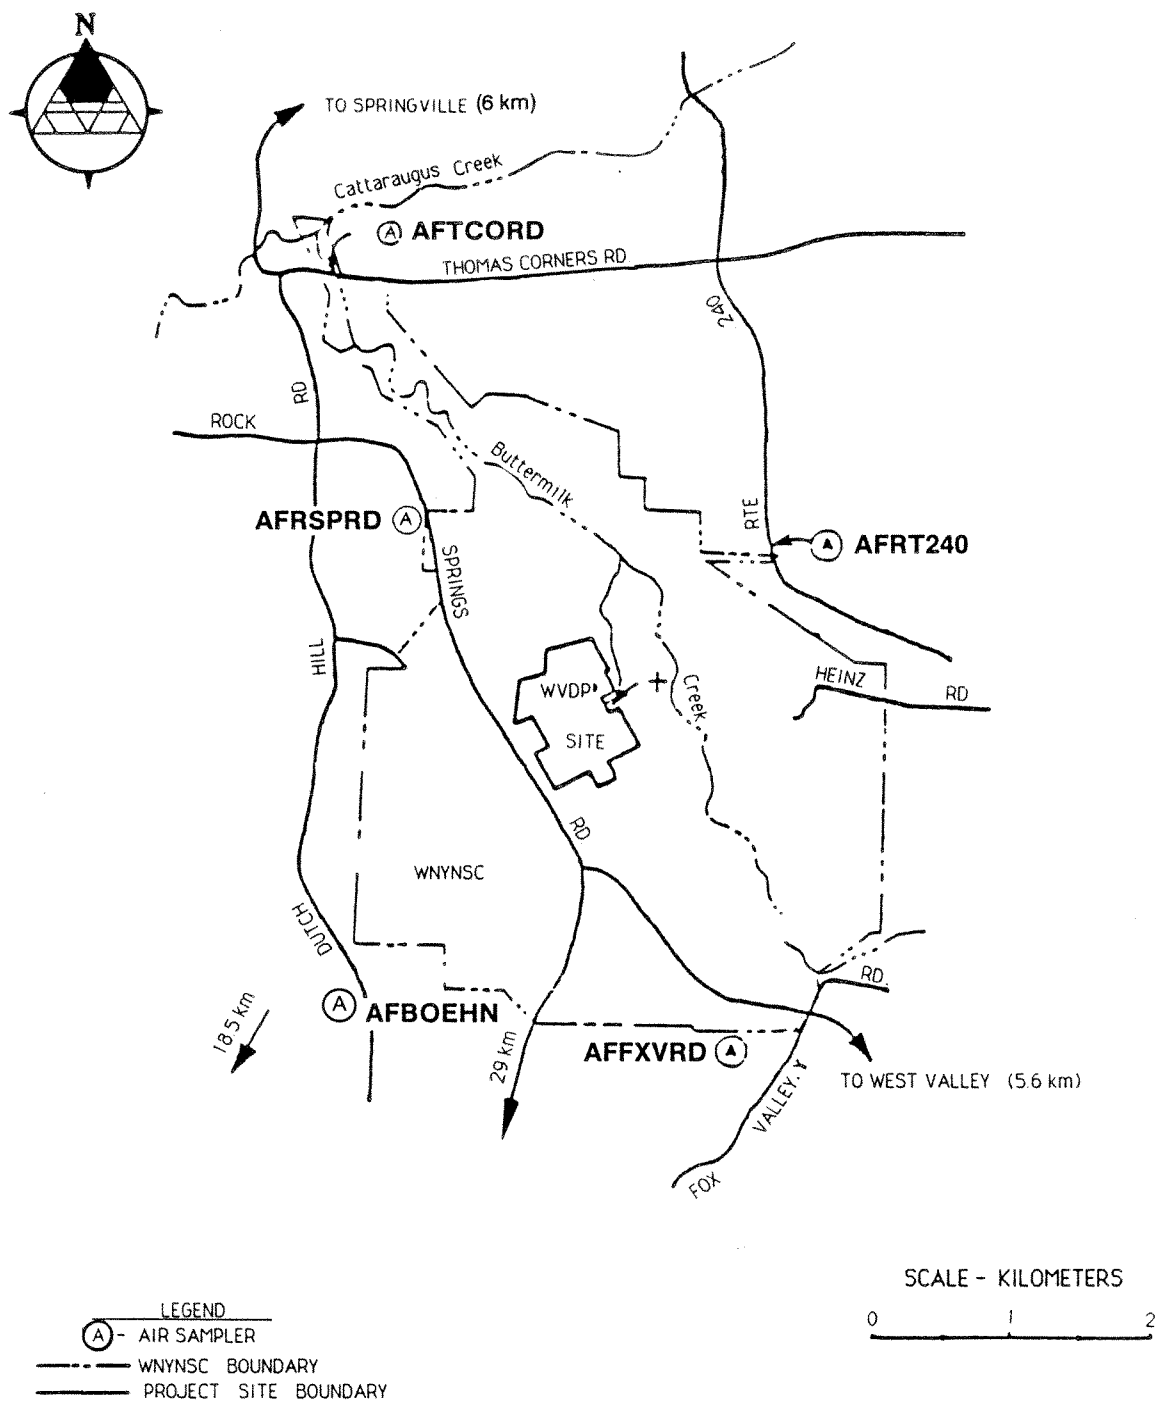 N
TO SPRINGVILLE (6 km)
Cattaraugus Creek
A AFTCORD
THOMAS CORNERS RD
240
RD
ROCK
Buttermilk
AFRSPRD A
RTE
A AFRT240
SPRINGS
HILL
HEINZ
RD
WVDP
+
Creek
SITE
RD
WNYNSC
DUTCH
RD.
A AFBOEHN
18.5 km
29 km
AFFXVRD A
TO WEST VALLEY (5.6 km)
VALLEY
FOX
SCALE - KILOMETERS
0 1 2
LEGEND
A - AIR SAMPLER
WNYNSC BOUNDARY
PROJECT SITE BOUNDARY